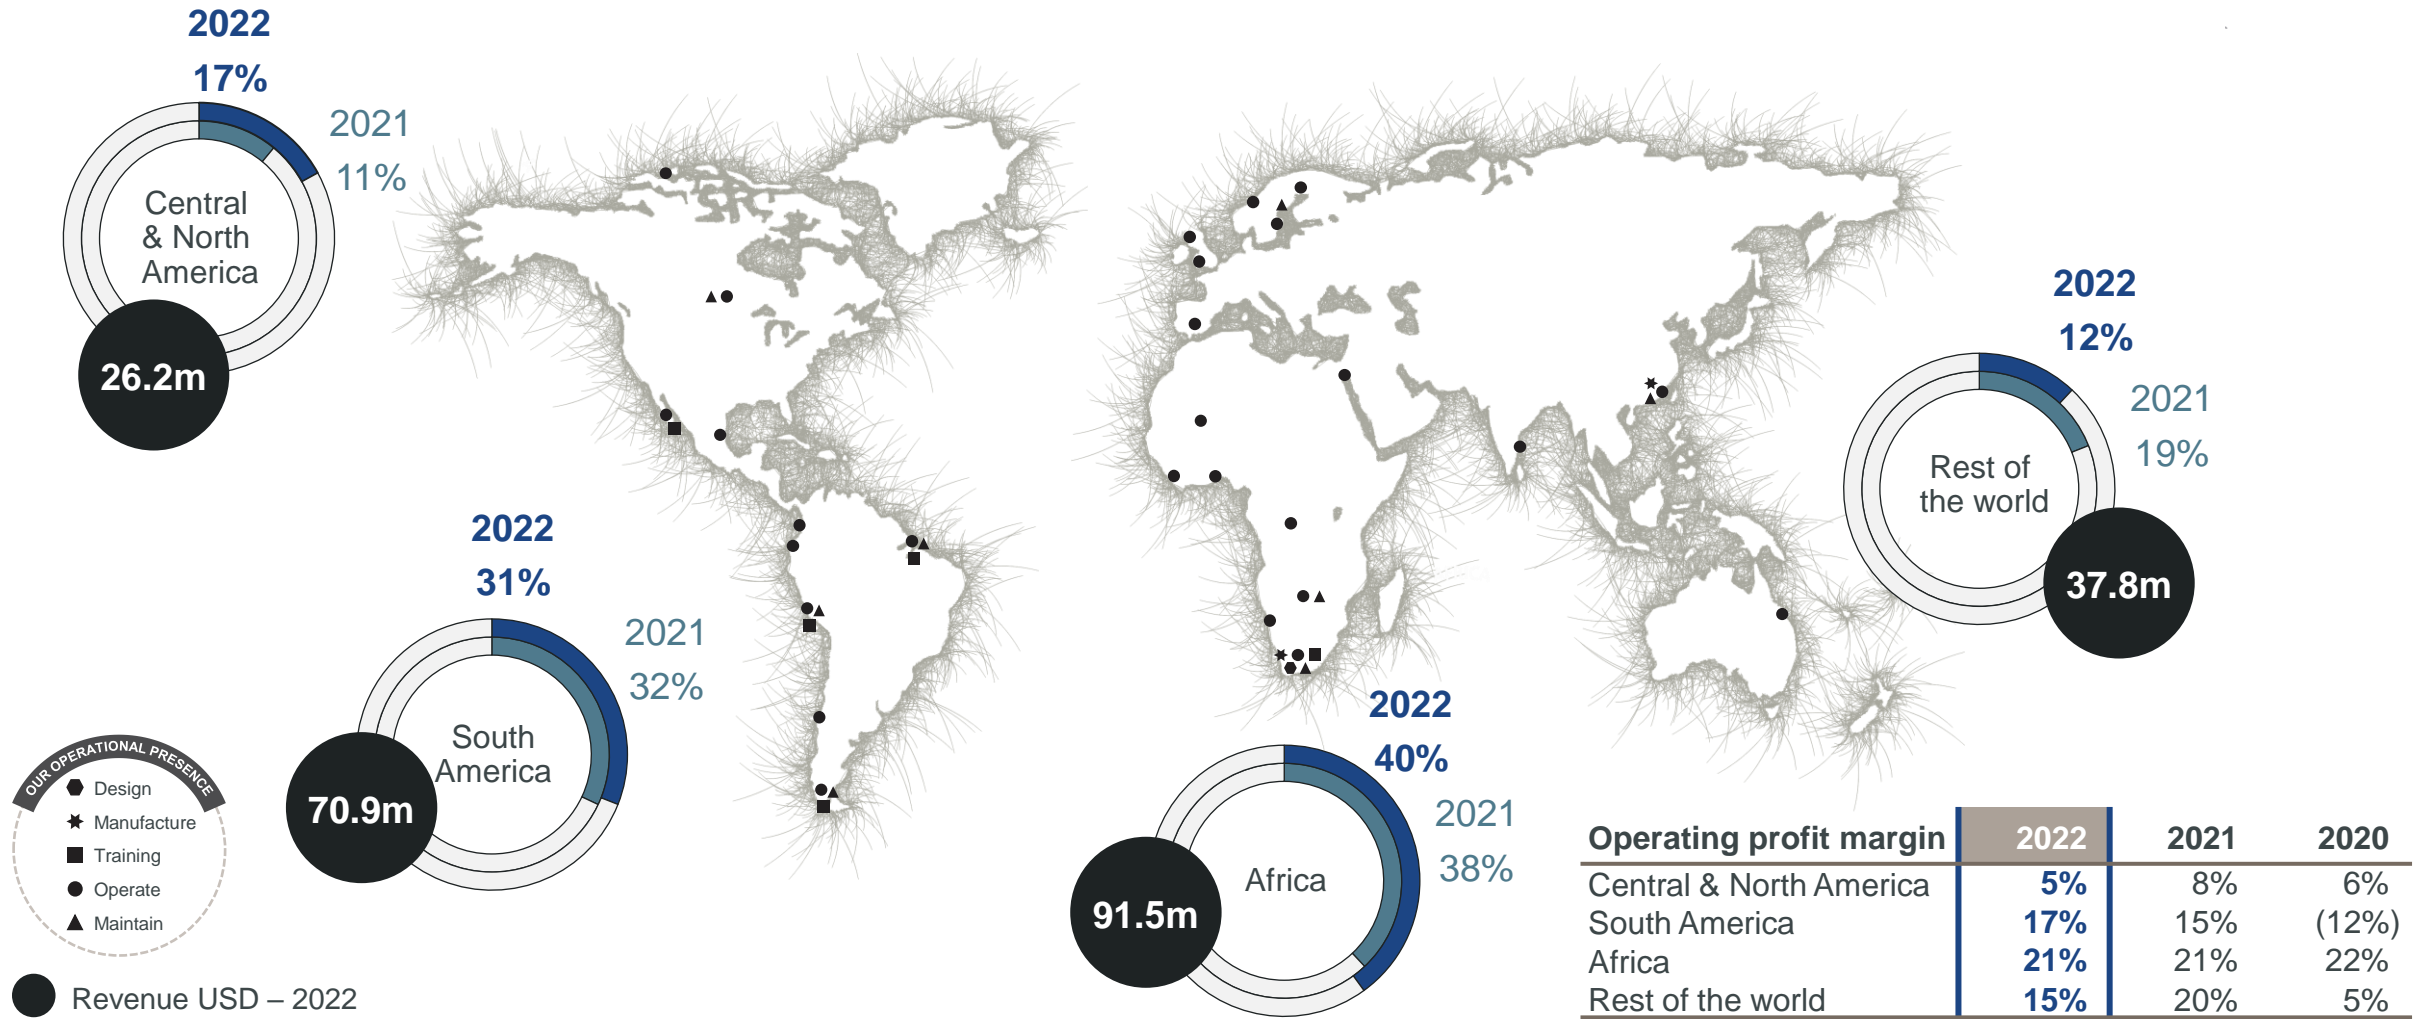 2022
17%
2021
11%
Central
& North
America
26.2m
2022
31%
2021
32%
South
America
70.9m
2022
40%
2021
38%
Africa
91.5m
2022
12%
2021
19%
Rest of
the world
37.8m
OUR OPERATIONAL PRESENCE
Design
Manufacture
Training
Operate
Maintain
Revenue USD – 2022
Operating profit margin 2022 2021 2020
Central & North America 5% 8% 6%
South America 17% 15% (12%)
Africa 21% 21% 22%
Rest of the world 15% 20% 5%